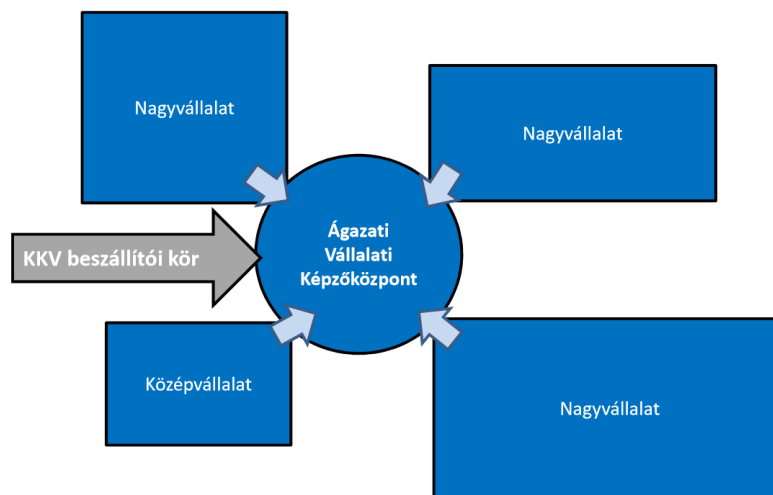 Nagyvállalat
Nagyvállalat
Ágazati
Vállalati
Képzőközpont
KKV beszállítói kör
Középvállalat
Nagyvállalat